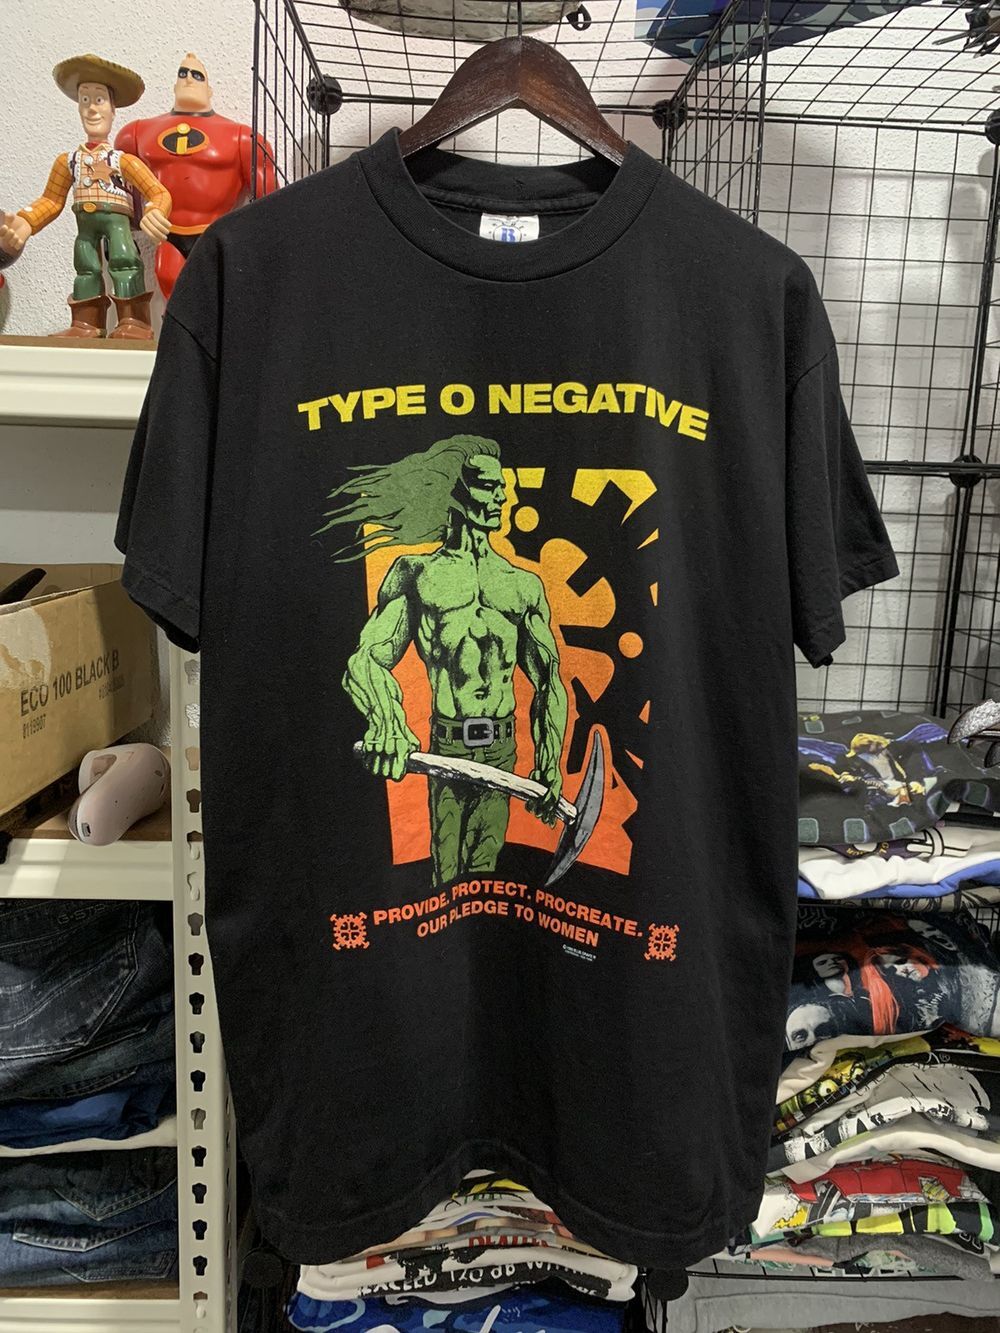 TYPE O NEGATIVE
PROVIDE. PROTECT. PROCREATE.
OUR PLEDGE TO WOMEN
ECO 100 BLACK B